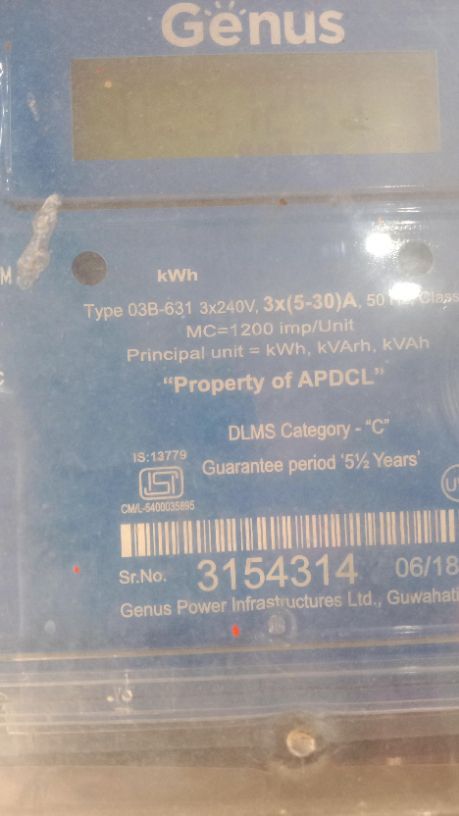 Genus
M
kWh
Type 03B-631 3x240V, 3x(5-30)A, 50 Class
MC=1200 imp/Unit
Principal unit = kWh, kVArh, kVAh
"Property of APDCL"
DLMS Category - "C"
IS:13779
Guarantee period '5½ Years'
CM/L-5400035895
Sr.No. 3154314 06/18
Genus Power Infrastructures Ltd., Guwahati